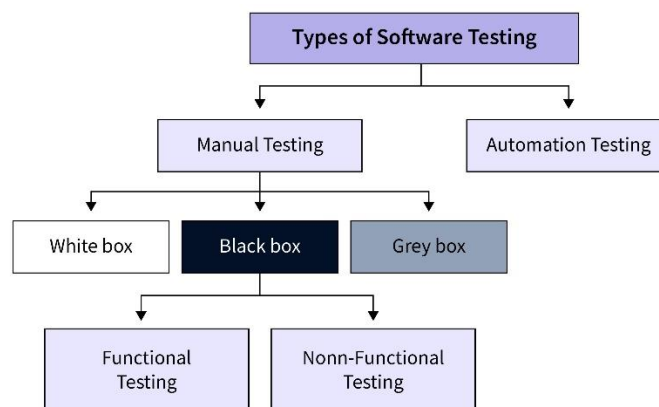 Types of Software Testing
Manual Testing
Automation Testing
White box
Black box
Grey box
Functional
Testing
Nonn-Functional
Testing